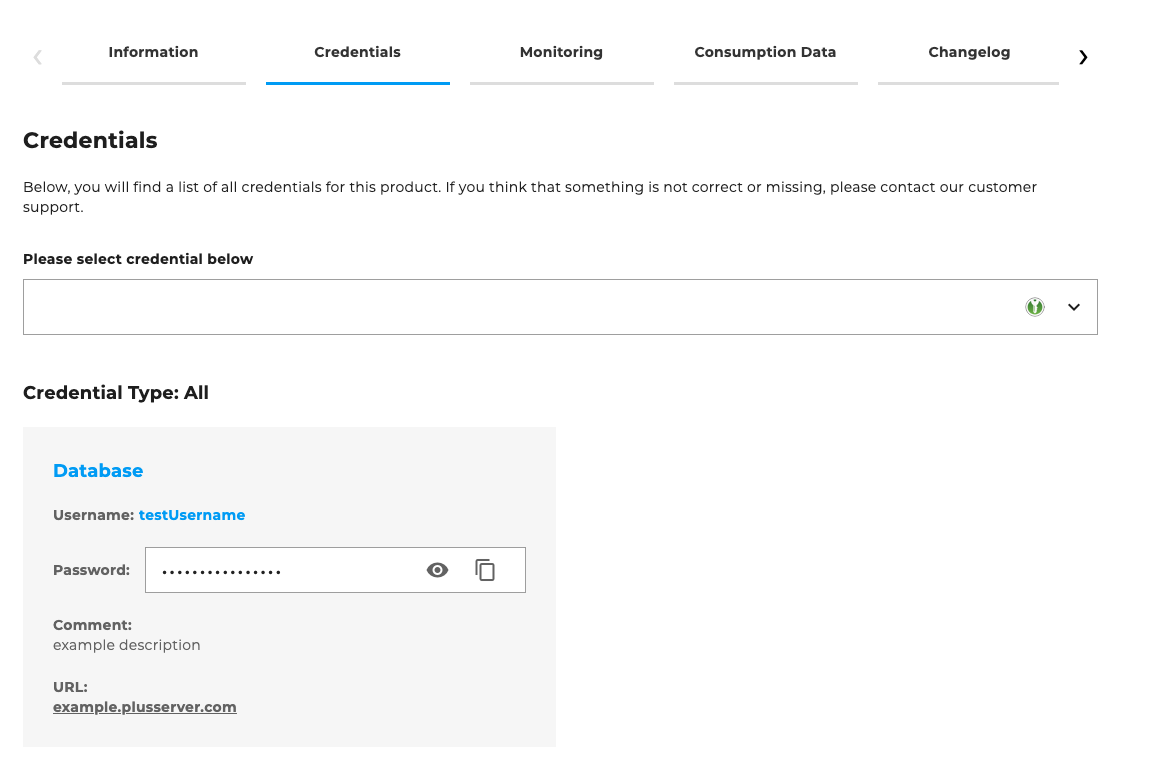 Information
Credentials
Monitoring
Consumption Data
Changelog
Credentials
Below, you will find a list of all credentials for this product. If you think that something is not correct or missing, please contact our customer
support.
Please select credential below
Credential Type: All
Database
Username: testUsername
Password: ................
Comment:
example description
URL:
example.plusserver.com